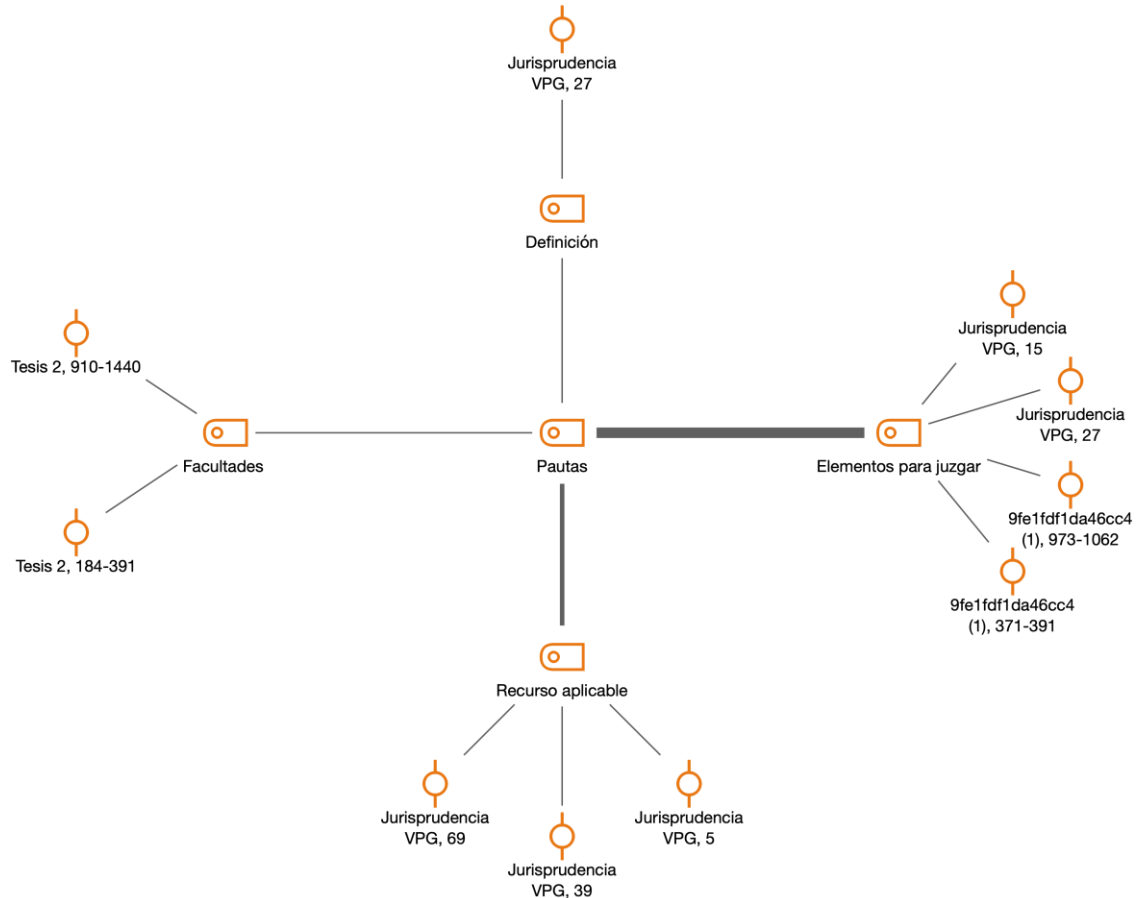 Jurisprudencia
VPG, 27
Definición
Jurisprudencia
VPG, 15
Tesis 2, 910-1440
Jurisprudencia
VPG, 27
Facultades
Pautas
Elementos para juzgar
9fe1fdf1da46cc4
(1), 973-1062
Tesis 2, 184-391
9fe1fdf1da46cc4
(1), 371-391
Recurso aplicable
Jurisprudencia
VPG, 69
Jurisprudencia
VPG, 39
Jurisprudencia
VPG, 5